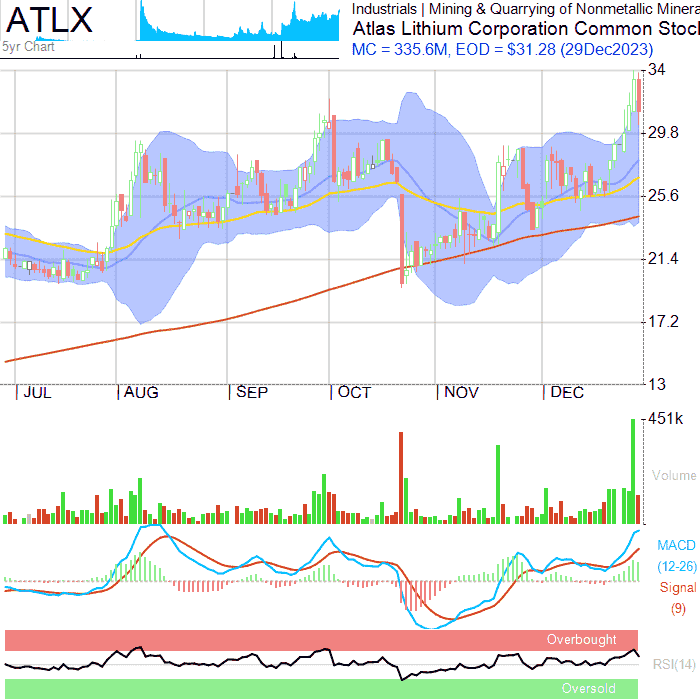 ATLX
5yr Chart
Industrials | Mining & Quarrying of Nonmetallic Minera
Atlas Lithium Corporation Common Stock
MC = 335.6M, EOD = $31.28 (29Dec2023)
34
29.8
25.6
21.4
17.2
13
JUL AUG SEP OCT NOV DEC
451k
Volume
MACD
(12-26)
Signal
(9)
Overbought
RSI(14)
Oversold